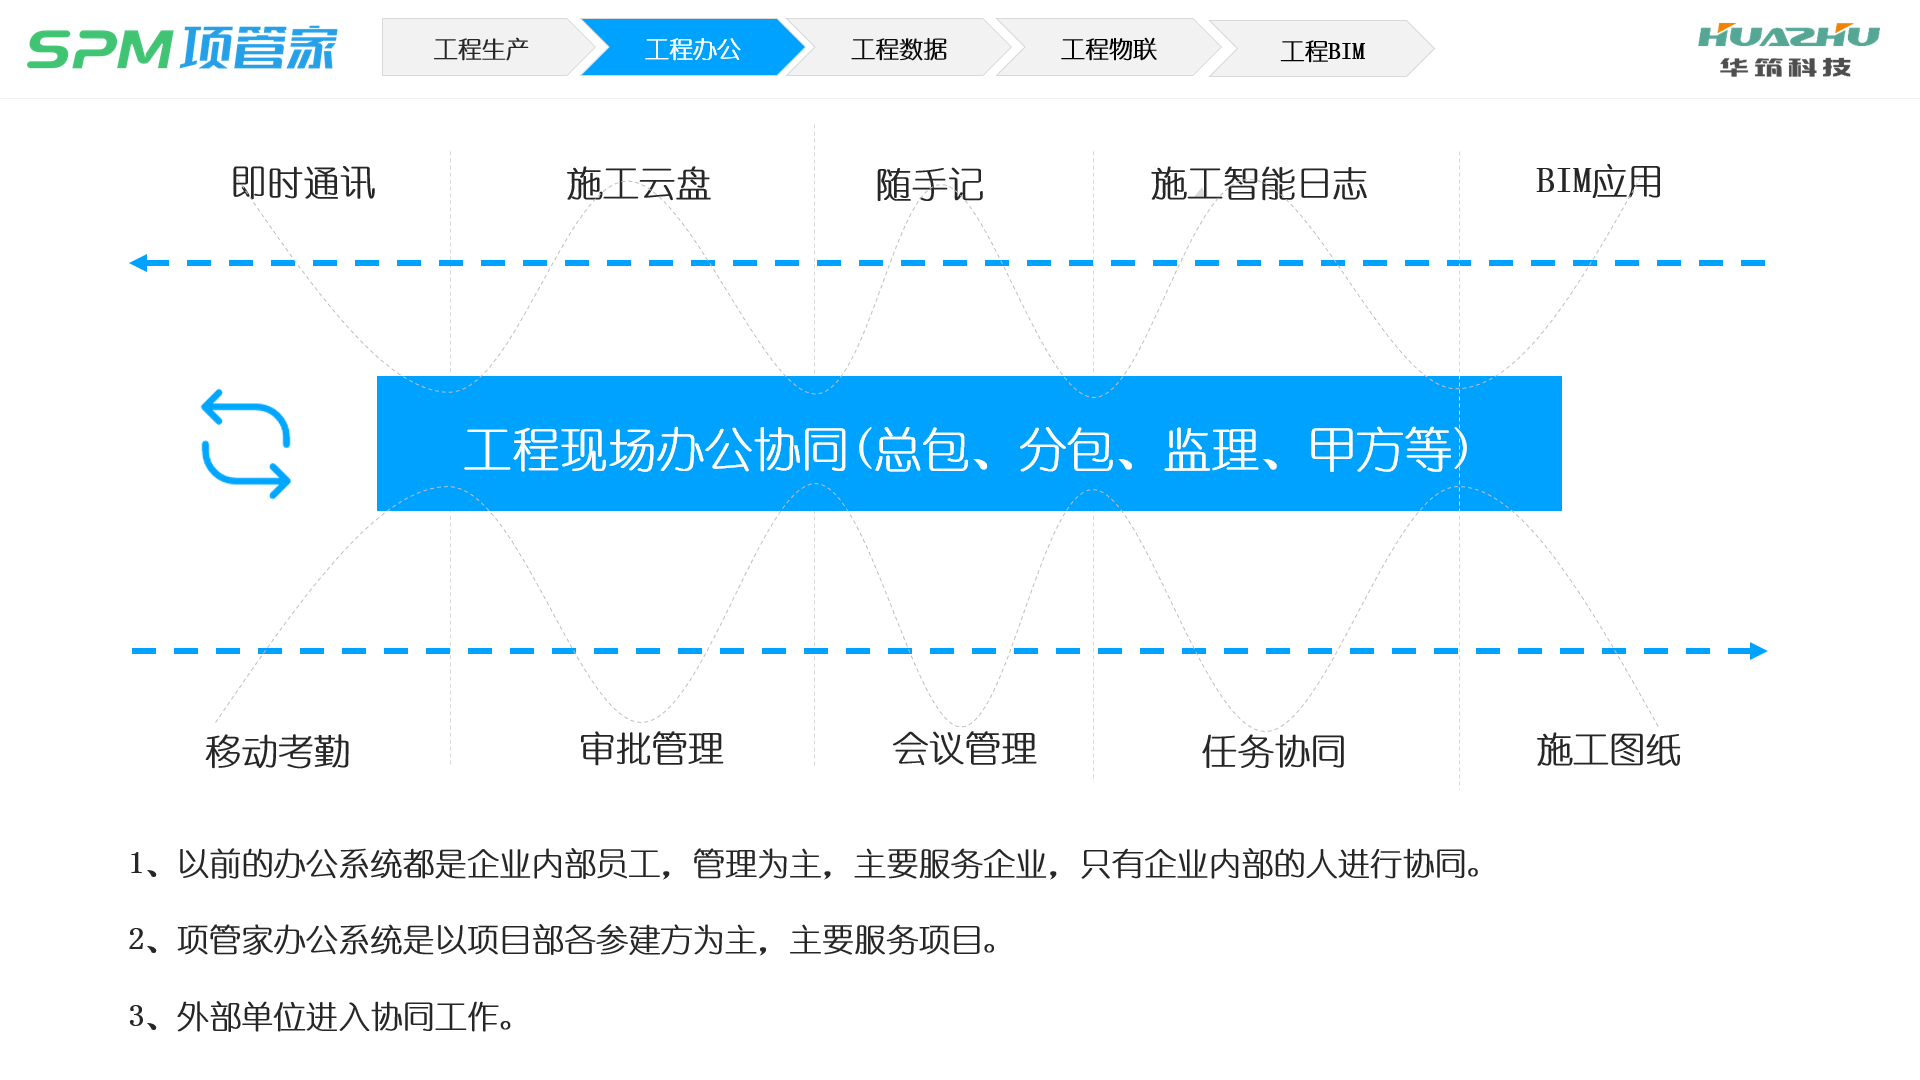 SPM项管家
工程生产
工程办公
工程数据
工程物联
工程BIM
HUAZHU
华筑科技
即时通讯
施工云盘
随手记
施工智能日志
BIM应用
工程现场办公协同(总包、分包、监理、甲方等)
移动考勤
审批管理
会议管理
任务协同
施工图纸
1、以前的办公系统都是企业内部员工，管理为主，主要服务企业，只有企业内部的人进行协同。
2、项管家办公系统是以项目部各参建方为主，主要服务项目。
3、外部单位进入协同工作。